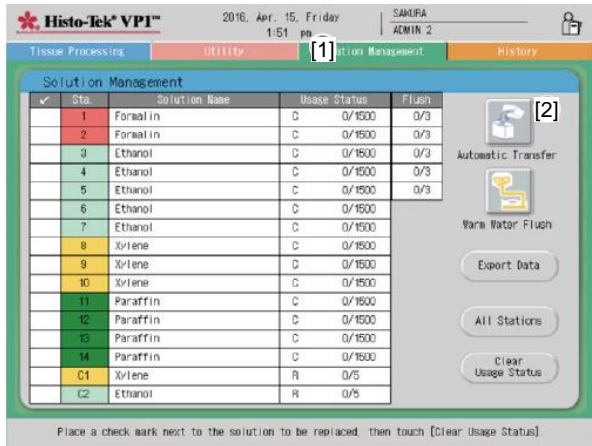 Histo-Tek® VP1™
2016, Apr. 15, Friday
1:51 pm
SAKURA
ADMIN 2
Tissue Processing
Utility
[1]
ution Management
History
Solution Management
✓ Sta. Solution Name Usage Status Flush
1 Formalin C 0/1500 0/3
2 Formalin C 0/1500 0/3
3 Ethanol C 0/1500 0/3
4 Ethanol C 0/1500 0/3
5 Ethanol C 0/1500 0/3
6 Ethanol C 0/1500
7 Ethanol C 0/1500
8 Xylene C 0/1500
9 Xylene C 0/1500
10 Xylene C 0/1500
11 Paraffin C 0/1500
12 Paraffin C 0/1500
13 Paraffin C 0/1500
14 Paraffin C 0/1500
C1 Xylene R 0/5
C2 Ethanol R 0/5
[2]
Automatic Transfer
Warm Water Flush
Export Data
All Stations
Clear
Usage Status
Place a check mark next to the solution to be replaced, then touch [Clear Usage Status].